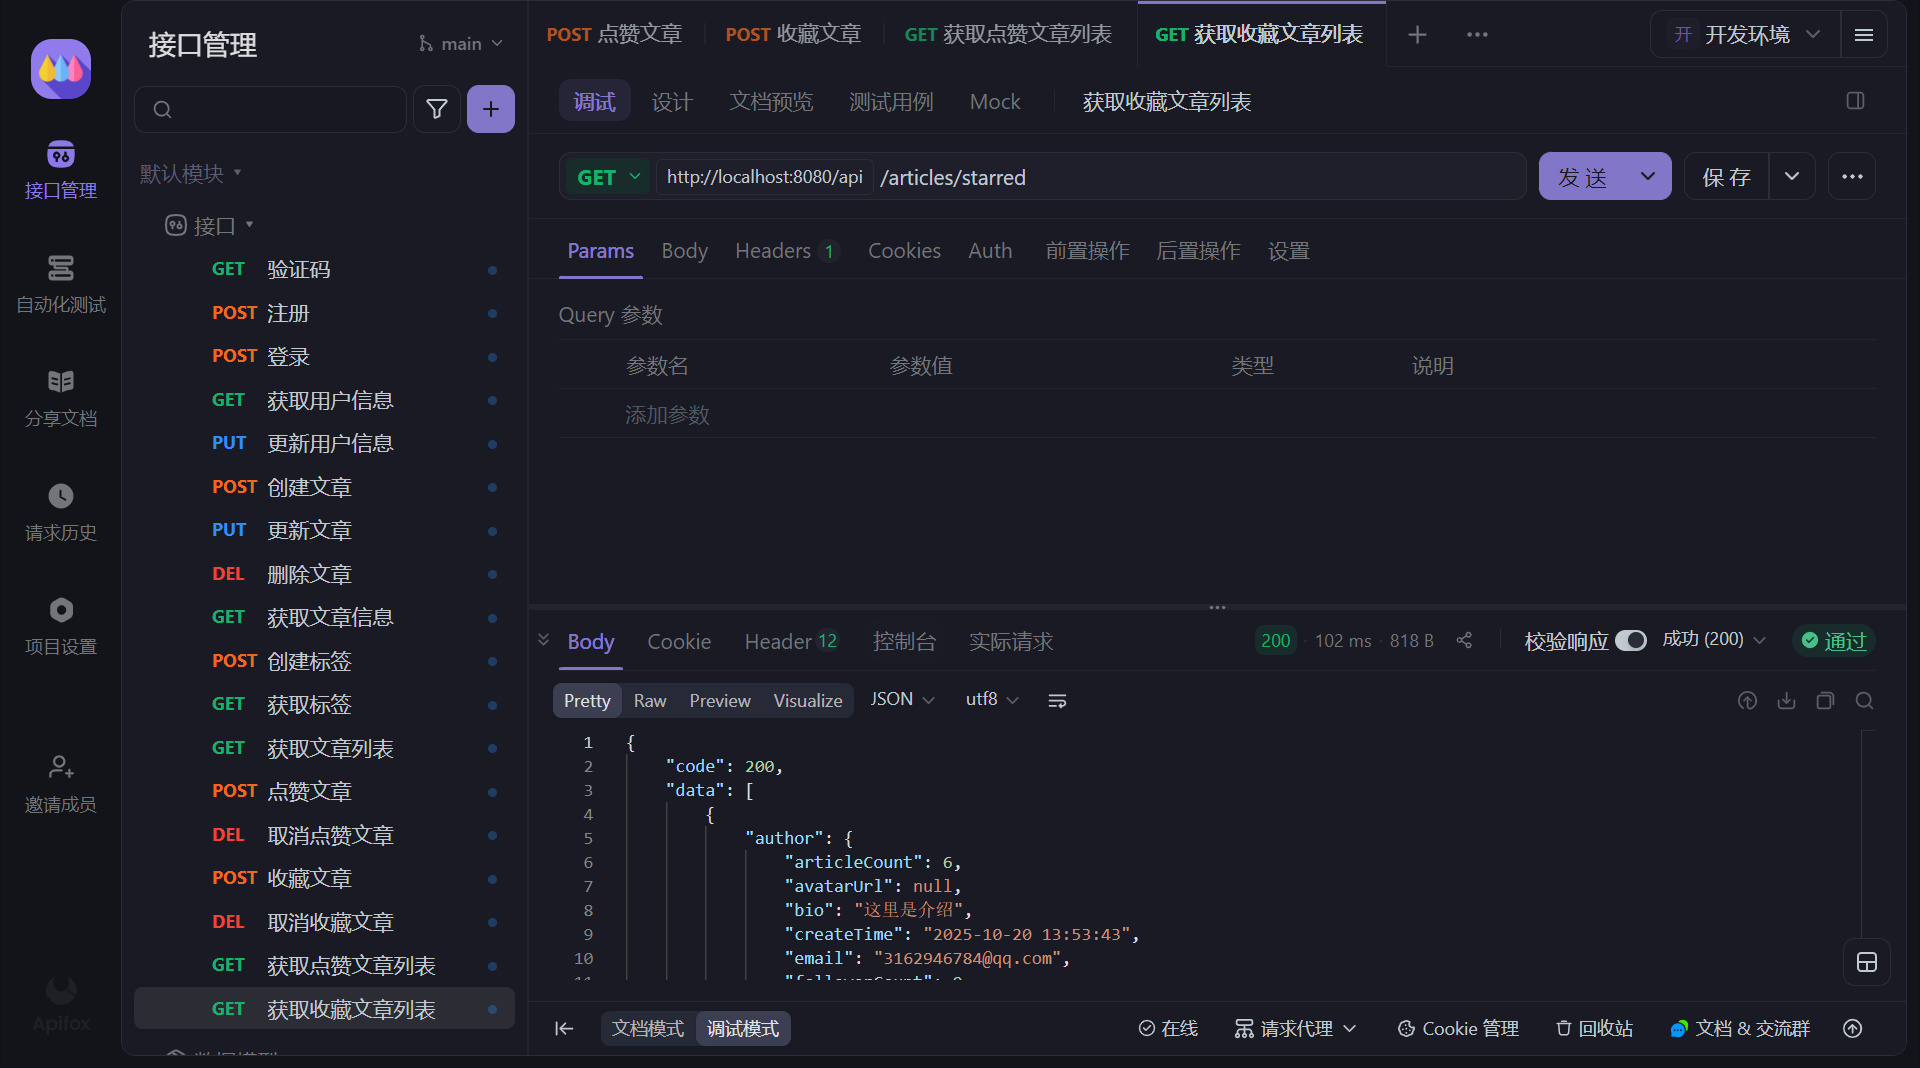 接口管理
自动化测试
分享文档
请求历史
项目设置
邀请成员
Apifox
接口管理
main
默认模块
接口
GET 验证码
POST 注册
POST 登录
GET 获取用户信息
PUT 更新用户信息
POST 创建文章
PUT 更新文章
DEL 删除文章
GET 获取文章信息
POST 创建标签
GET 获取标签
GET 获取文章列表
POST 点赞文章
DEL 取消点赞文章
POST 收藏文章
DEL 取消收藏文章
GET 获取点赞文章列表
GET 获取收藏文章列表
POST 点赞文章 POST 收藏文章 GET 获取点赞文章列表 GET 获取收藏文章列表
开 开发环境
调试 设计 文档预览 测试用例 Mock 获取收藏文章列表
GET http://localhost:8080/api /articles/starred
发 送 保 存
Params Body Headers 1 Cookies Auth 前置操作 后置操作 设置
Query 参数
参数名 参数值 类型 说明
添加参数
Body Cookie Header 12 控制台 实际请求
200 · 102 ms · 818 B
校验响应 成功 (200) 通过
Pretty Raw Preview Visualize JSON utf8
1 {
2 "code": 200,
3 "data": [
4 {
5 "author": {
6 "articleCount": 6,
7 "avatarUrl": null,
8 "bio": "这里是介绍",
9 "createTime": "2025-10-20 13:53:43",
10 "email": "3162946784@qq.com",
文档模式 调试模式
在线 请求代理 Cookie 管理 回收站 文档 & 交流群